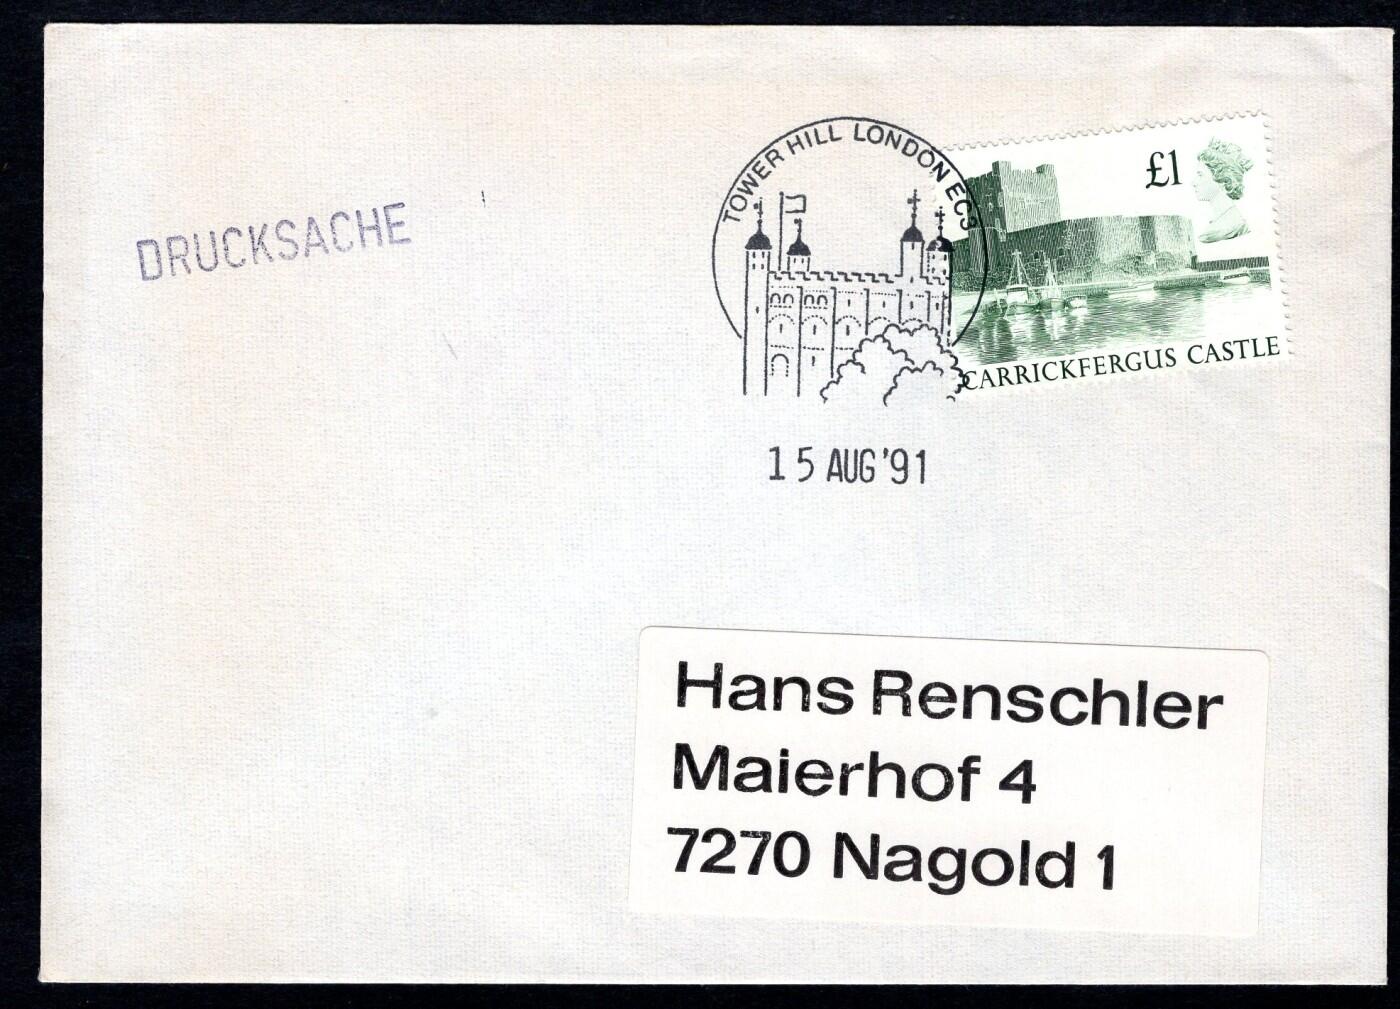 TOWER HILL LONDON EC3
£1
DRUCKSACHE
CARRICKFERGUS CASTLE
15 AUG '91
Hans Renschler
Maierhof 4
7270 Nagold 1